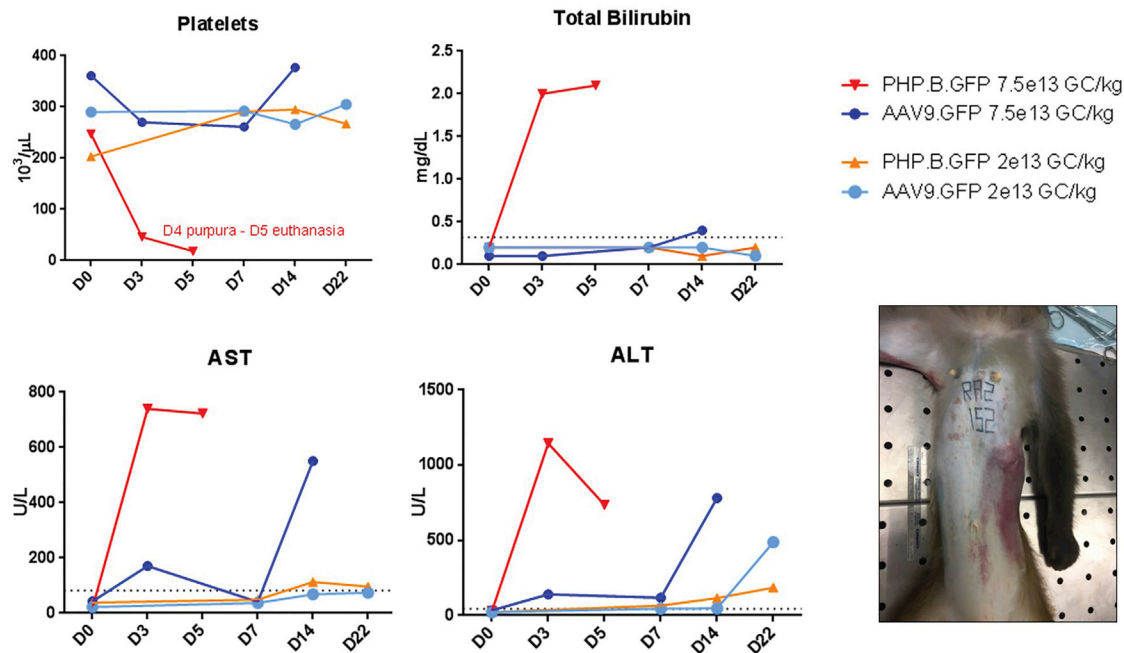 Platelets
400
300
200
100
0
10³/µL
D4 purpura - D5 euthanasia
D0
D3
D5
D7
D14
D22
Total Bilirubin
2.5
2.0
1.5
1.0
0.5
0.0
mg/dL
D0
D3
D5
D7
D14
D22
PHP.B.GFP 7.5e13 GC/kg
AAV9.GFP 7.5e13 GC/kg
PHP.B.GFP 2e13 GC/kg
AAV9.GFP 2e13 GC/kg
AST
800
600
400
200
0
U/L
D0
D3
D5
D7
D14
D22
ALT
1500
1000
500
0
U/L
D0
D3
D5
D7
D14
D22
RA2
152